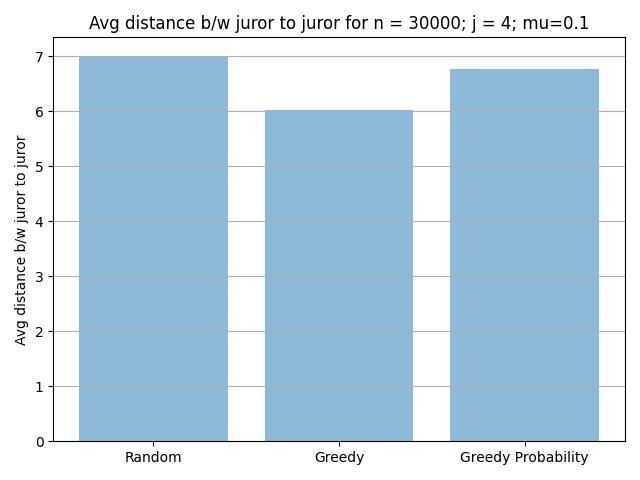 Avg distance b/w juror to juror for n = 30000; j = 4; mu=0.1
Avg distance b/w juror to juror
7
6
5
4
3
2
1
0
Random
Greedy
Greedy Probability